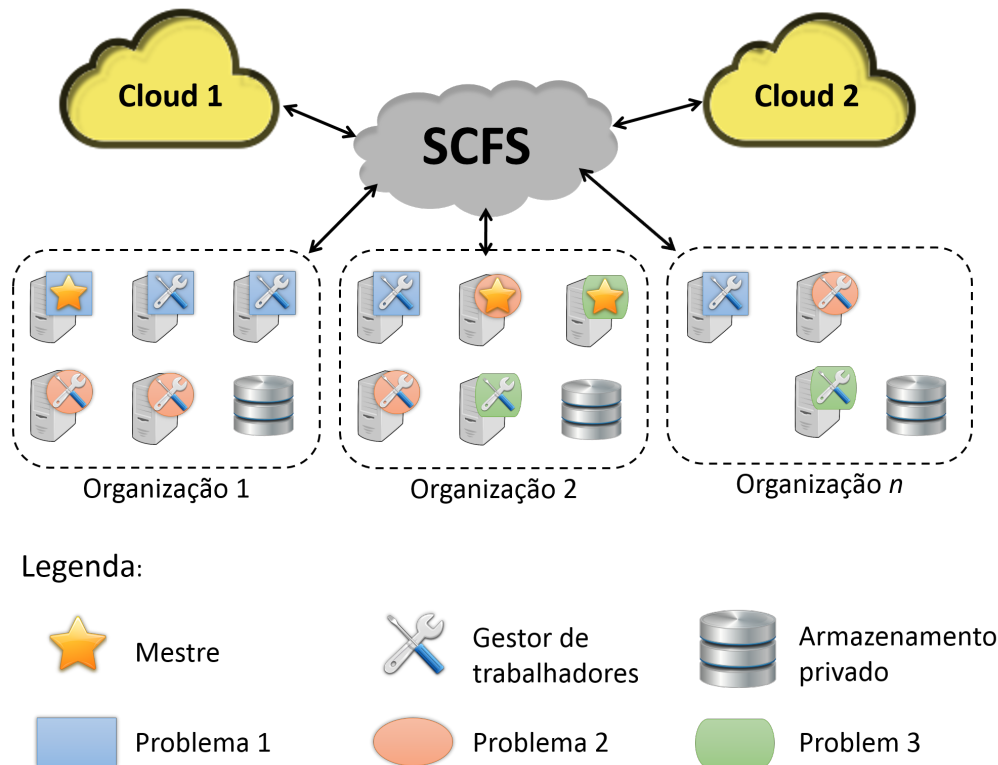 Cloud 1
Cloud 2
SCFS
Organização 1
Organização 2
Organização n
Legenda:
Mestre
Gestor de
trabalhadores
Armazenamento
privado
Problema 1
Problema 2
Problem 3